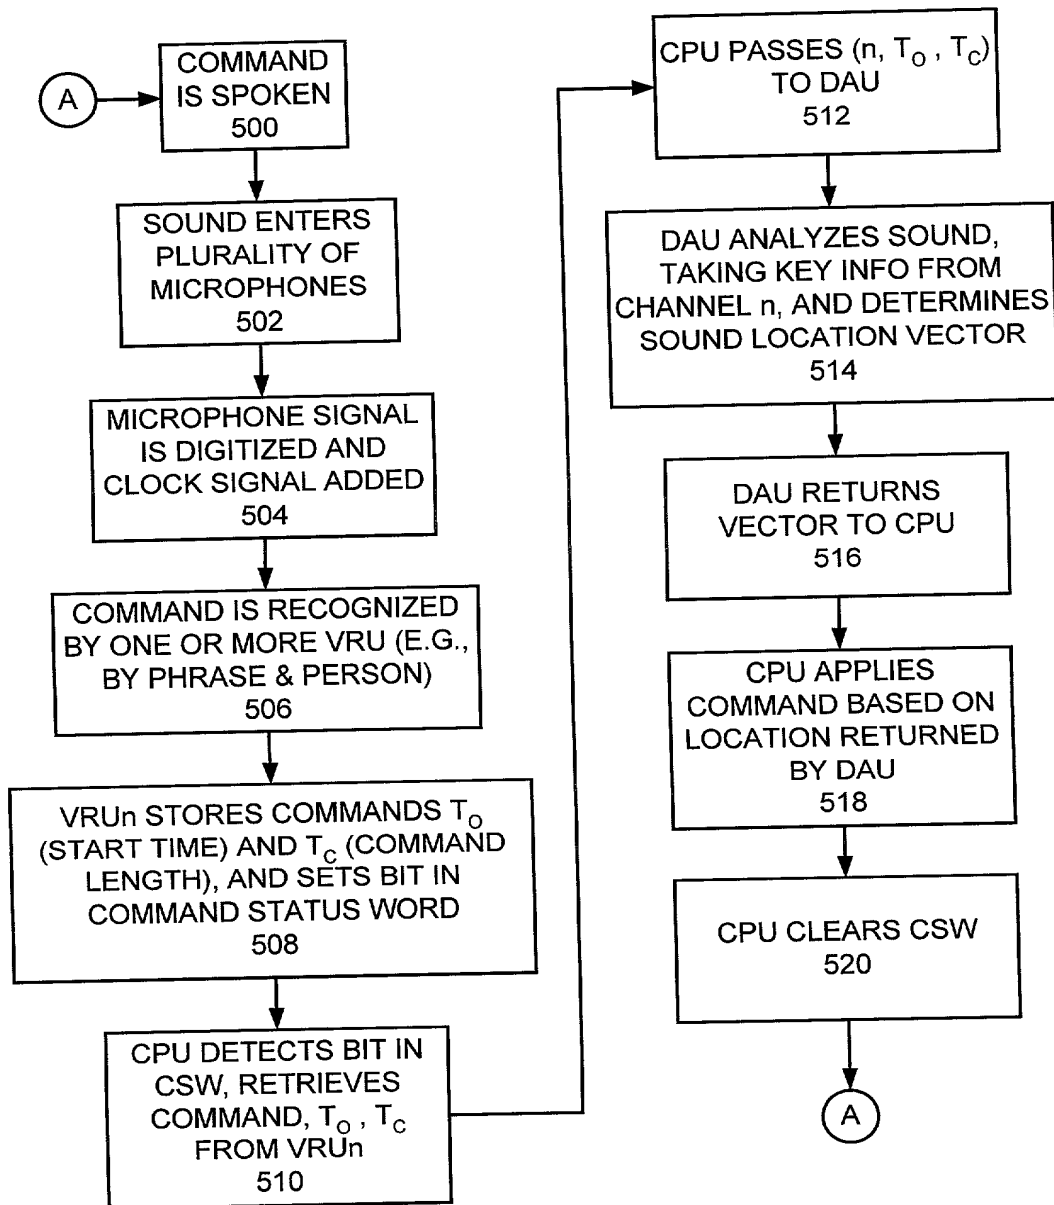 A
COMMAND
IS SPOKEN
500
SOUND ENTERS
PLURALITY OF
MICROPHONES
502
MICROPHONE SIGNAL
IS DIGITIZED AND
CLOCK SIGNAL ADDED
504
COMMAND IS RECOGNIZED
BY ONE OR MORE VRU (E.G.,
BY PHRASE & PERSON)
506
VRUn STORES COMMANDS TO
(START TIME) AND TC (COMMAND
LENGTH), AND SETS BIT IN
COMMAND STATUS WORD
508
CPU DETECTS BIT IN
CSW, RETRIEVES
COMMAND, TO , TC
FROM VRUn
510
CPU PASSES (n, TO , TC)
TO DAU
512
DAU ANALYZES SOUND,
TAKING KEY INFO FROM
CHANNEL n, AND DETERMINES
SOUND LOCATION VECTOR
514
DAU RETURNS
VECTOR TO CPU
516
CPU APPLIES
COMMAND BASED ON
LOCATION RETURNED
BY DAU
518
CPU CLEARS CSW
520
A